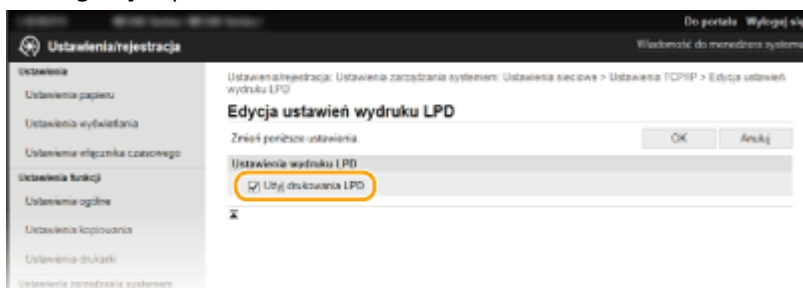 Do portalu Wyloguj się
Ustawienia/rejestracja
Wiadomość do menedżera systemu
Ustawienia
Ustawienia papieru
Ustawienia wyświetlania
Ustawienia włącznika czasowego
Ustawienia funkcji
Ustawienia ogólne
Ustawienia kopiowania
Ustawienia drukarki
Ustawienia zarządzania systemem
Ustawienia/rejestracja: Ustawienia zarządzania systemem: Ustawienia sieciowe > Ustawienia TCP/IP > Edycja ustawień
wydruku LPD
Edycja ustawień wydruku LPD
Zmień poniższe ustawienia.
OK Anuluj
Ustawienia wydruku LPD
Użyj drukowania LPD